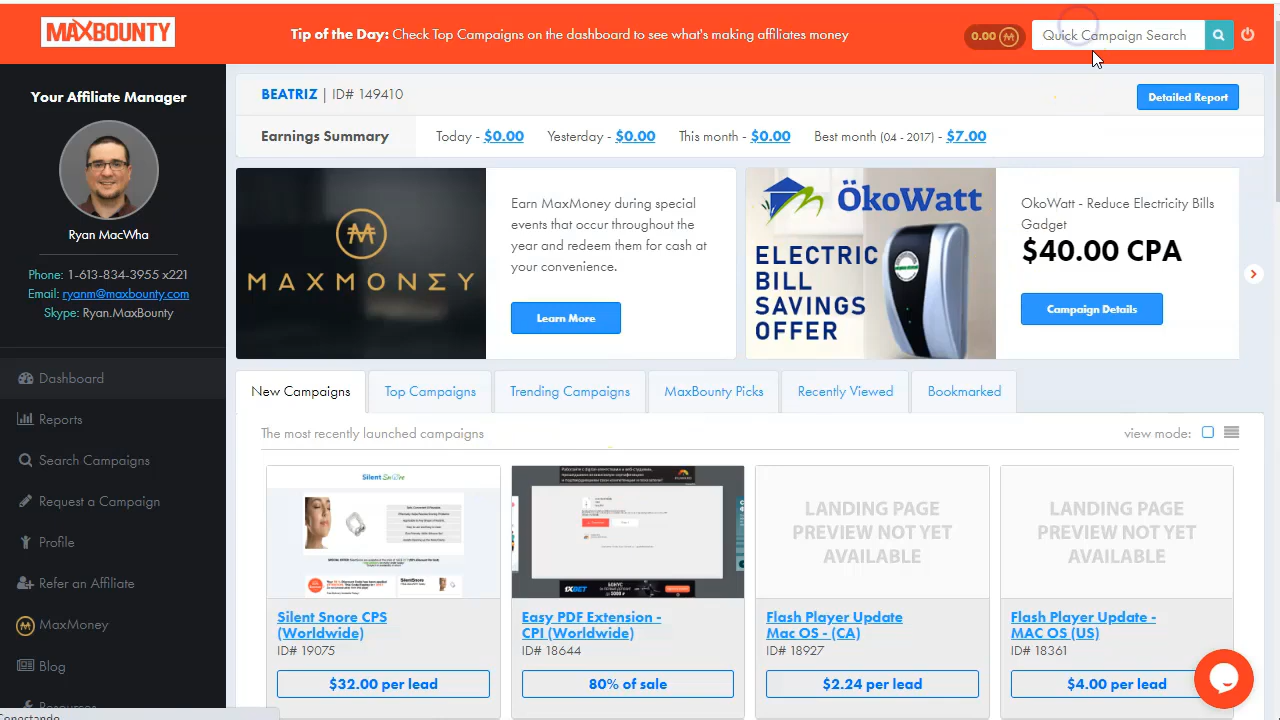 MAXBOUNTY
Tip of the Day: Check Top Campaigns on the dashboard to see what's making affiliates money
0.00
Quick Campaign Search
Your Affiliate Manager
Ryan MacWha
Phone: 1-613-834-3955 x221
Email: ryanm@maxbounty.com
Skype: Ryan.MaxBounty
Dashboard
Reports
Search Campaigns
Request a Campaign
Profile
Refer an Affiliate
MaxMoney
Blog
Resources
Conectando
BEATRIZ | ID# 149410
Detailed Report
Earnings Summary
Today - $0.00
Yesterday - $0.00
This month - $0.00
Best month (04 - 2017) - $7.00
MAXMONEY
Earn MaxMoney during special
events that occur throughout the
year and redeem them for cash at
your convenience.
Learn More
ÖkoWatt
ELECTRIC
BILL
SAVINGS
OFFER
OkoWatt - Reduce Electricity Bills
Gadget
$40.00 CPA
Campaign Details
New Campaigns
Top Campaigns
Trending Campaigns
MaxBounty Picks
Recently Viewed
Bookmarked
The most recently launched campaigns
view mode:
Silent Snore
Silent Snore CPS
(Worldwide)
ID# 19075
$32.00 per lead
1XBET
Easy PDF Extension -
CPI (Worldwide)
ID# 18644
80% of sale
LANDING PAGE
PREVIEW NOT YET
AVAILABLE
Flash Player Update
Mac OS - (CA)
ID# 18927
$2.24 per lead
LANDING PAGE
PREVIEW NOT YET
AVAILABLE
Flash Player Update -
MAC OS (US)
ID# 18361
$4.00 per lead